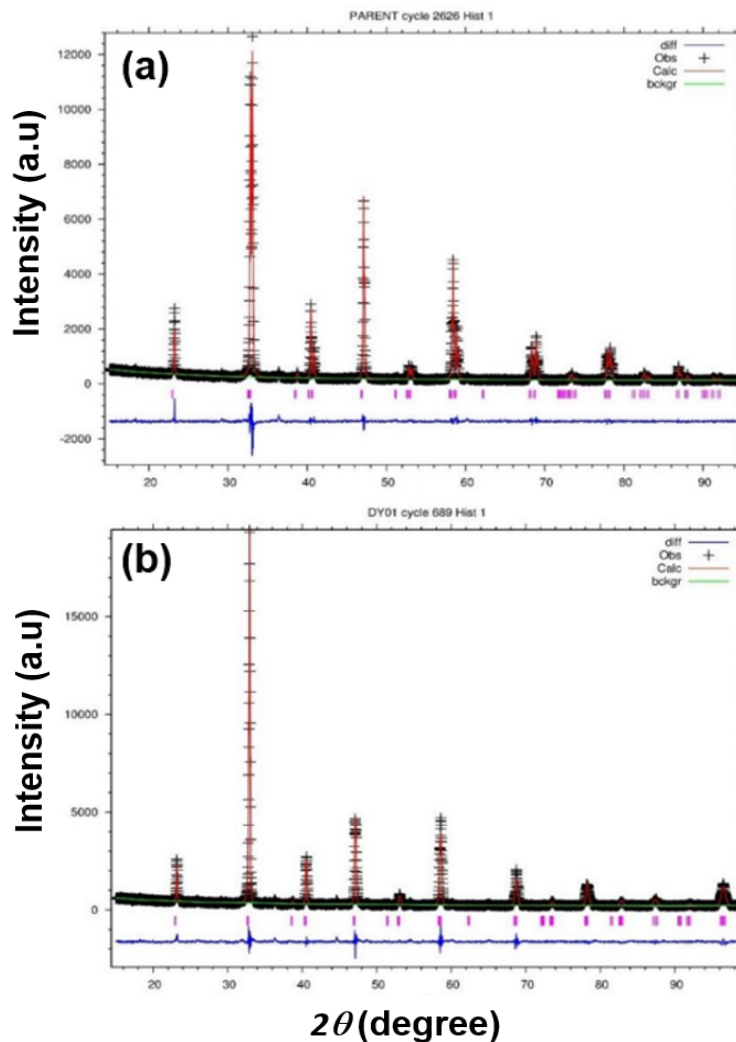 PARENT cycle 2626 Hist 1
(a)
diff
Obs
Calc
bckgr
Intensity (a.u)
12000
10000
8000
6000
4000
2000
0
-2000
20 30 40 50 60 70 80 90
DY01 cycle 689 Hist 1
(b)
diff
Obs
Calc
bckgr
Intensity (a.u)
15000
10000
5000
0
20 30 40 50 60 70 80 90
2θ (degree)